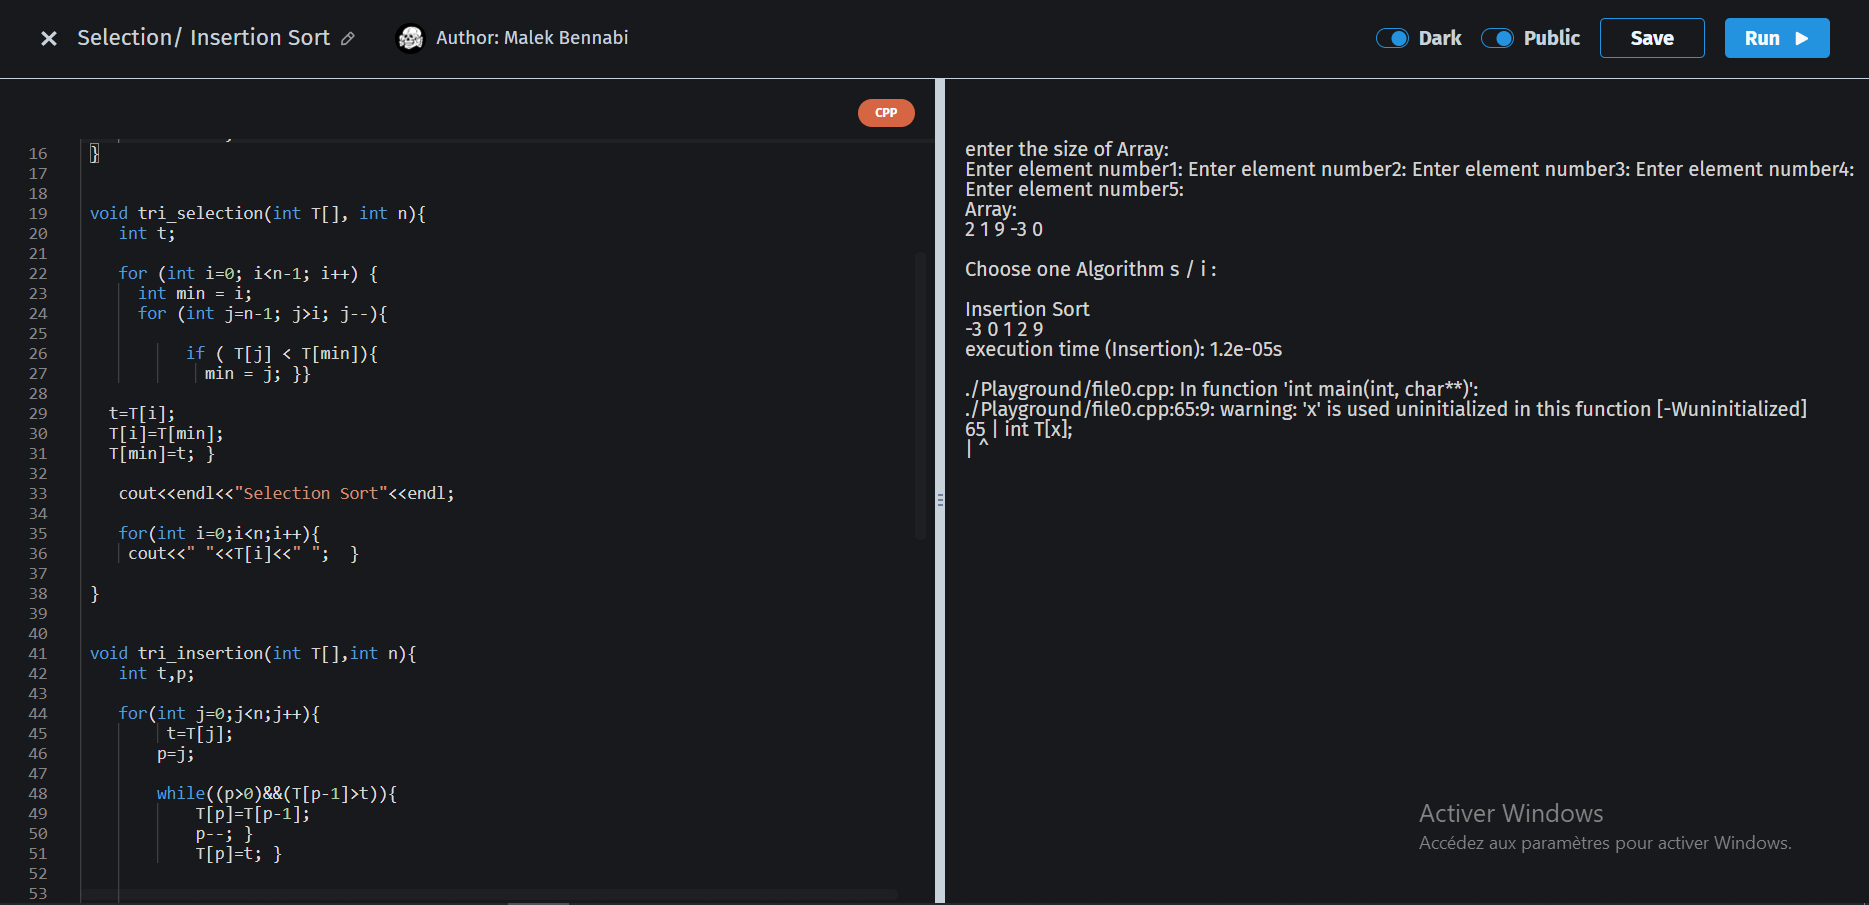 Selection/ Insertion Sort
Author: Malek Bennabi
Dark
Public
Save
Run
CPP
16 }
17
18
19 void tri_selection(int T[], int n){
20 int t;
21
22 for (int i=0; i<n-1; i++) {
23 int min = i;
24 for (int j=n-1; j>i; j--){
25
26 if ( T[j] < T[min]){
27 min = j; }}
28
29 t=T[i];
30 T[i]=T[min];
31 T[min]=t; }
32
33 cout<<endl<<"Selection Sort"<<endl;
34
35 for(int i=0;i<n;i++){
36 cout<<" "<<T[i]<<" ";  }
37
38 }
39
40
41 void tri_insertion(int T[],int n){
42 int t,p;
43
44 for(int j=0;j<n;j++){
45 t=T[j];
46 p=j;
47
48 while((p>0)&&(T[p-1]>t)){
49 T[p]=T[p-1];
50 p--; }
51 T[p]=t; }
52
53
enter the size of Array:
Enter element number1: Enter element number2: Enter element number3: Enter element number4:
Enter element number5:
Array:
2 1 9 -3 0
Choose one Algorithm s / i :
Insertion Sort
-3 0 1 2 9
execution time (Insertion): 1.2e-05s
./Playground/file0.cpp: In function 'int main(int, char**)':
./Playground/file0.cpp:65:9: warning: 'x' is used uninitialized in this function [-Wuninitialized]
65 | int T[x];
| ^
Activer Windows
Accédez aux paramètres pour activer Windows.